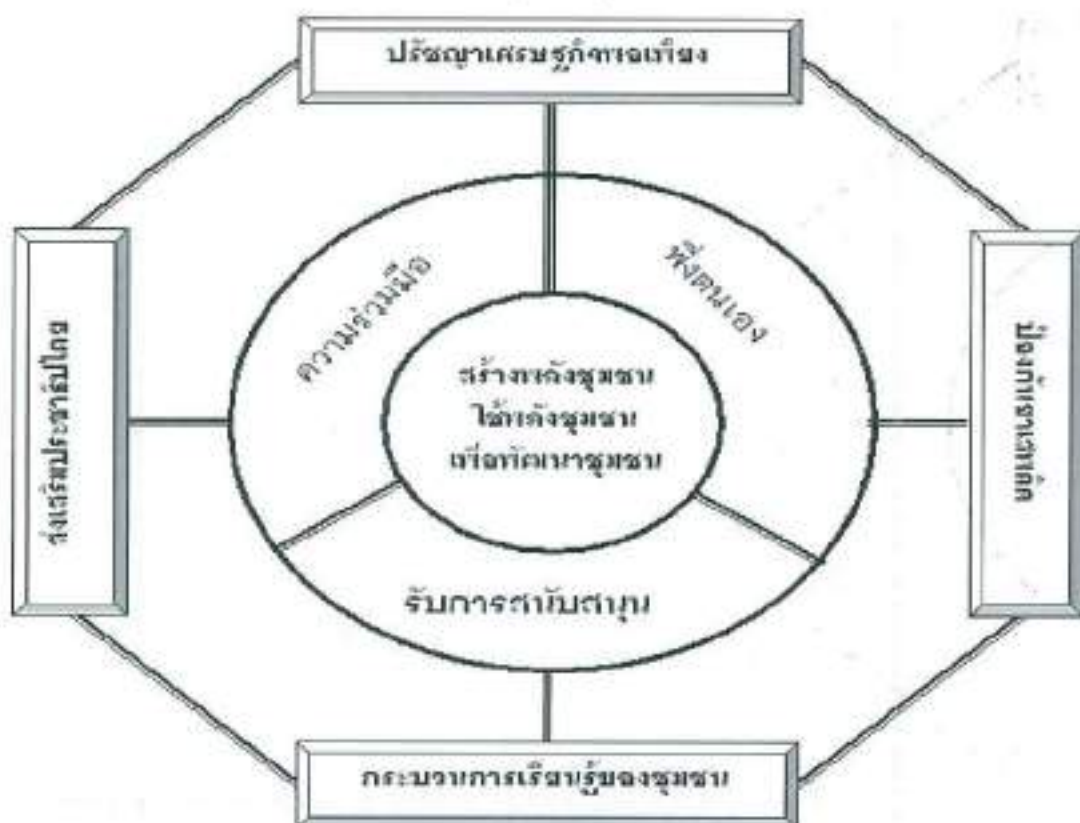 ปรัชญาเศรษฐกิจพอเพียง
ความร่วมมือ
พึ่งตนเอง
ส่งเสริมประชาธิปไตย
สร้างพลังชุมชน
ใช้พลังชุมชน
เพื่อพัฒนาชุมชน
ป้องกันยาเสพติด
รับการสนับสนุน
กระบวนการเรียนรู้ของชุมชน